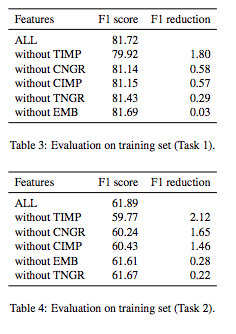 Features F1 score F1 reduction
ALL 81.72
without TIMP 79.92 1.80
without CNGR 81.14 0.58
without CIMP 81.15 0.57
without TNGR 81.43 0.29
without EMB 81.69 0.03
Table 3: Evaluation on training set (Task 1).
Features F1 score F1 reduction
ALL 61.89
without TIMP 59.77 2.12
without CNGR 60.24 1.65
without CIMP 60.43 1.46
without EMB 61.61 0.28
without TNGR 61.67 0.22
Table 4: Evaluation on training set (Task 2).